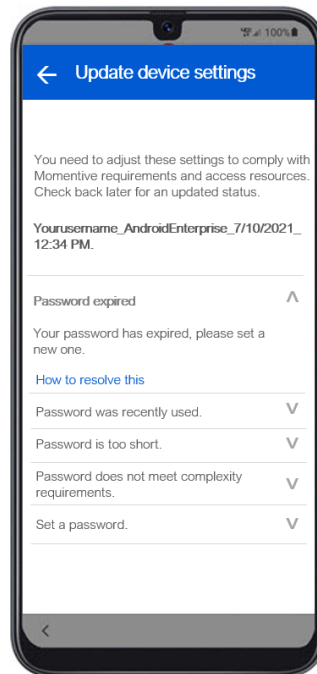 100%
Update device settings
You need to adjust these settings to comply with
Momentive requirements and access resources.
Check back later for an updated status.
Yourusername_AndroidEnterprise_7/10/2021_
12:34 PM.
Password expired
Your password has expired, please set a
new one.
How to resolve this
Password was recently used.
Password is too short.
Password does not meet complexity
requirements.
Set a password.